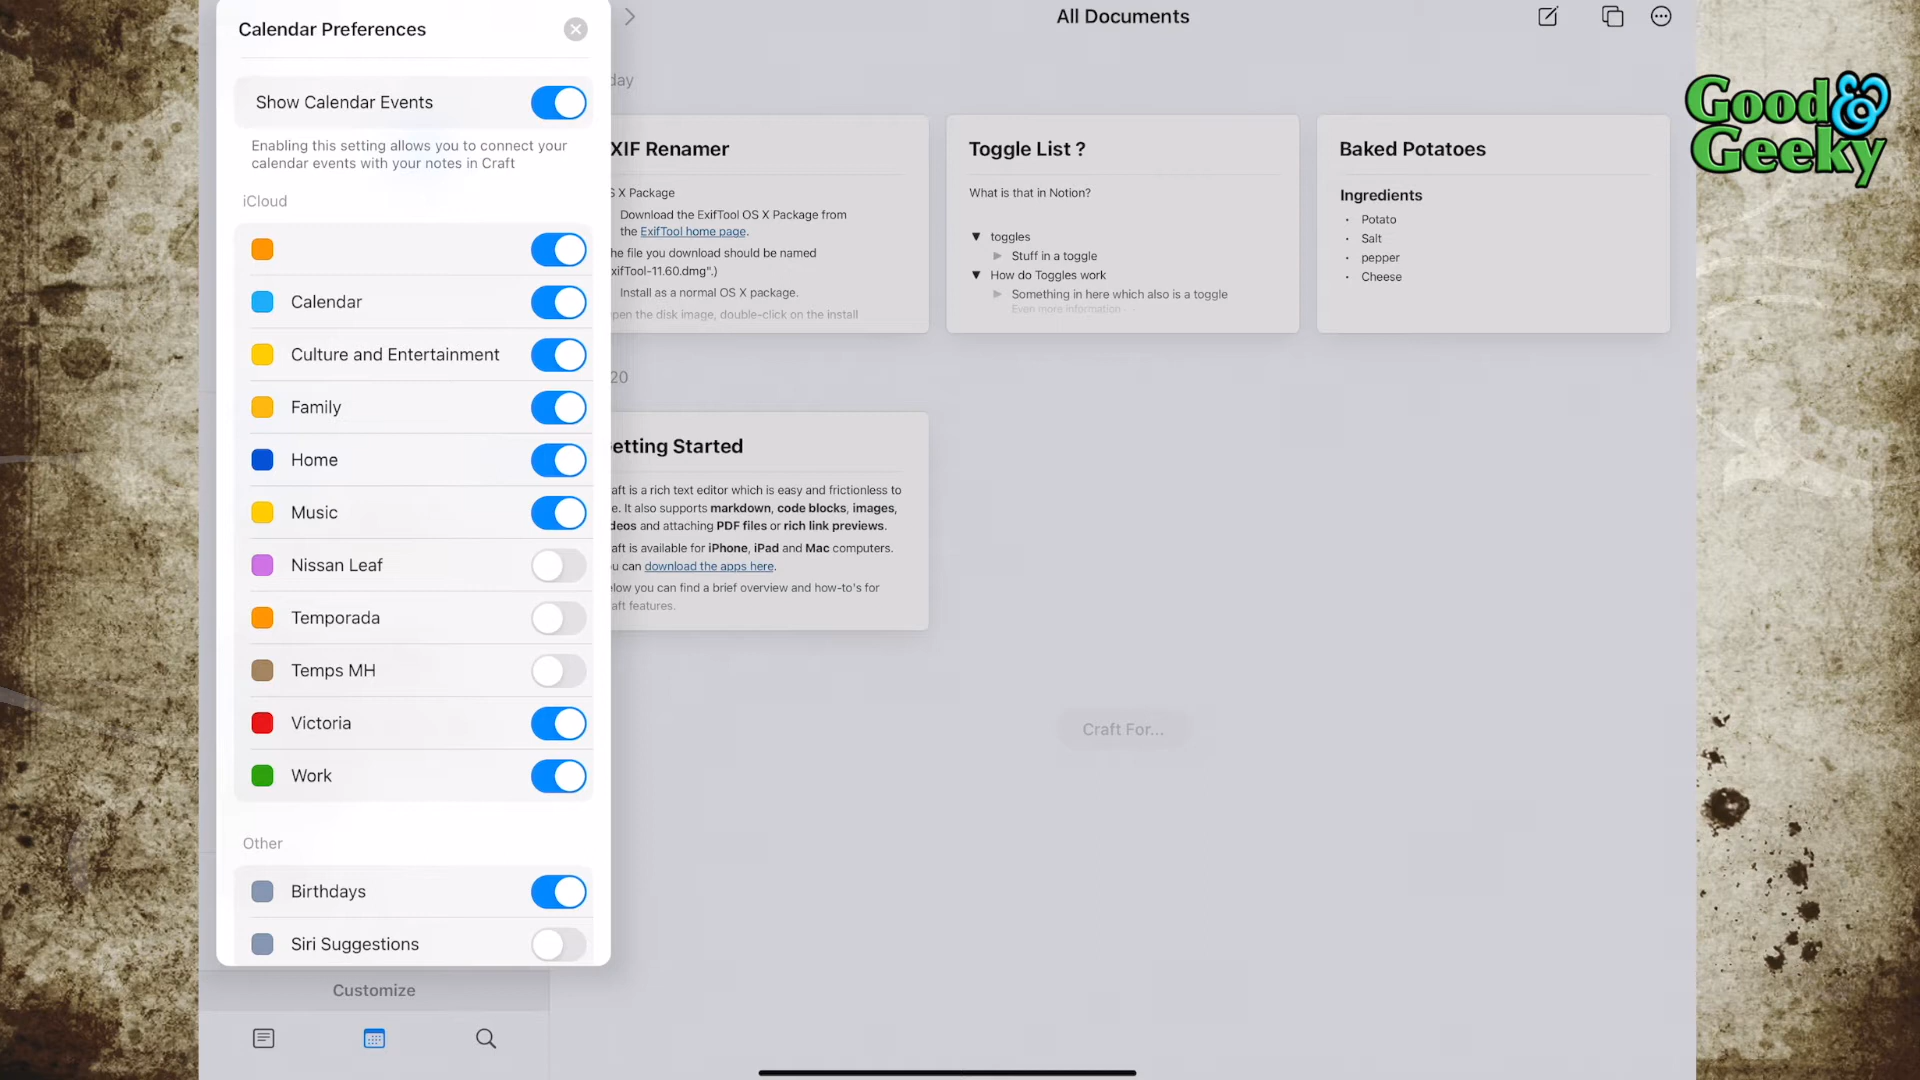 Calendar Preferences
Show Calendar Events
Enabling this setting allows you to connect your
calendar events with your notes in Craft
iCloud
Calendar
Culture and Entertainment
Family
Home
Music
Nissan Leaf
Temporada
Temps MH
Victoria
Work
Other
Birthdays
Siri Suggestions
Customize
All Documents
day
XIF Renamer
S X Package
Download the ExifTool OS X Package from
the ExifTool home page.
he file you download should be named
xifTool-11.60.dmg".)
Install as a normal OS X package.
pen the disk image, double-click on the install
Toggle List ?
What is that in Notion?
▼ toggles
▶ Stuff in a toggle
▼ How do Toggles work
▶ Something in here which also is a toggle
Even more information
Baked Potatoes
Ingredients
• Potato
• Salt
• pepper
• Cheese
20
etting Started
aft is a rich text editor which is easy and frictionless to
e. It also supports markdown, code blocks, images,
deos and attaching PDF files or rich link previews.
aft is available for iPhone, iPad and Mac computers.
u can download the apps here.
elow you can find a brief overview and how-to's for
aft features.
Craft For...
Good &
Geeky